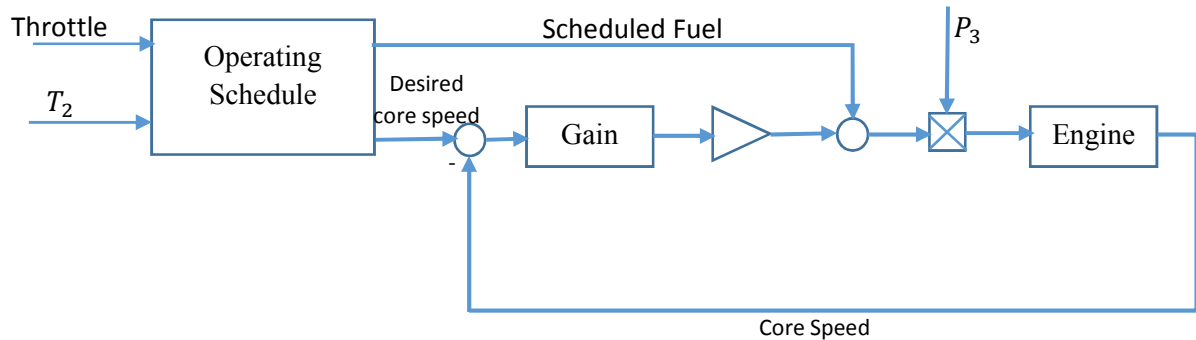 Throttle
Scheduled Fuel
P₃
Operating
Schedule
Desired
core speed
T₂
Gain
Engine
-
Core Speed